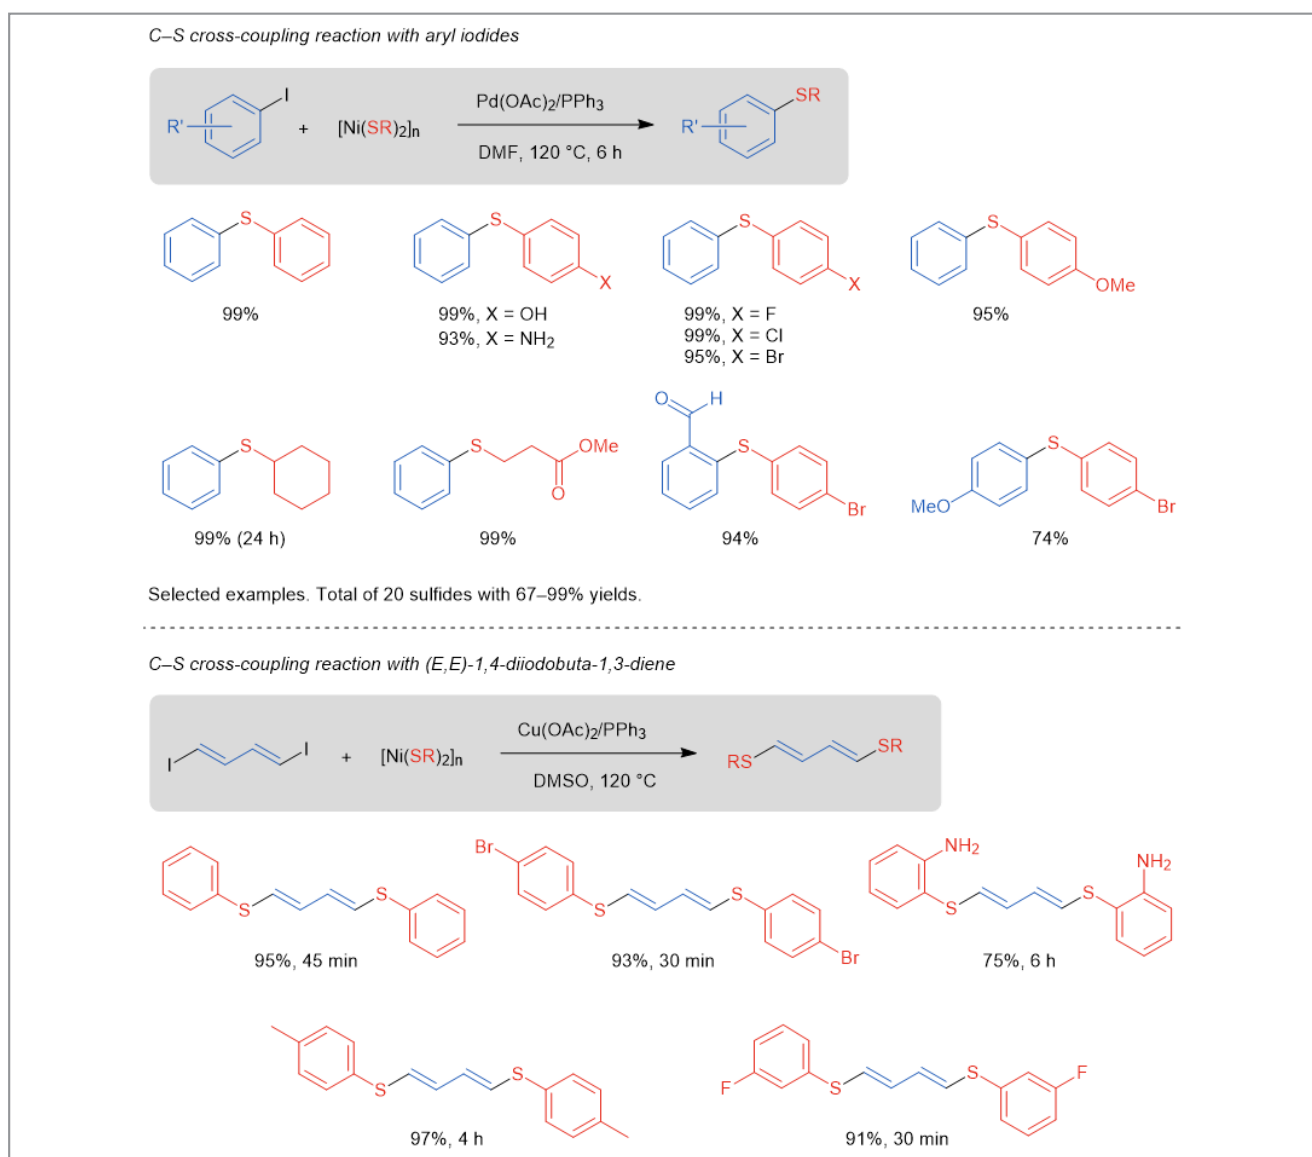 C–S cross-coupling reaction with aryl iodides
R' I + [Ni(SR)2]n Pd(OAc)2/PPh3 R' SR
DMF, 120 °C, 6 h
S S S S
X X OMe
99% 99%, X = OH 99%, X = F 95%
93%, X = NH2 99%, X = Cl
95%, X = Br
O H
S S OMe S S
O Br MeO Br
99% (24 h) 99% 94% 74%
Selected examples. Total of 20 sulfides with 67–99% yields.
C–S cross-coupling reaction with (E,E)-1,4-diiodobuta-1,3-diene
I I + [Ni(SR)2]n Cu(OAc)2/PPh3 RS SR
DMSO, 120 °C
Br NH2 NH2
S S S S S S
Br
95%, 45 min 93%, 30 min 75%, 6 h
S S F S S F
97%, 4 h 91%, 30 min